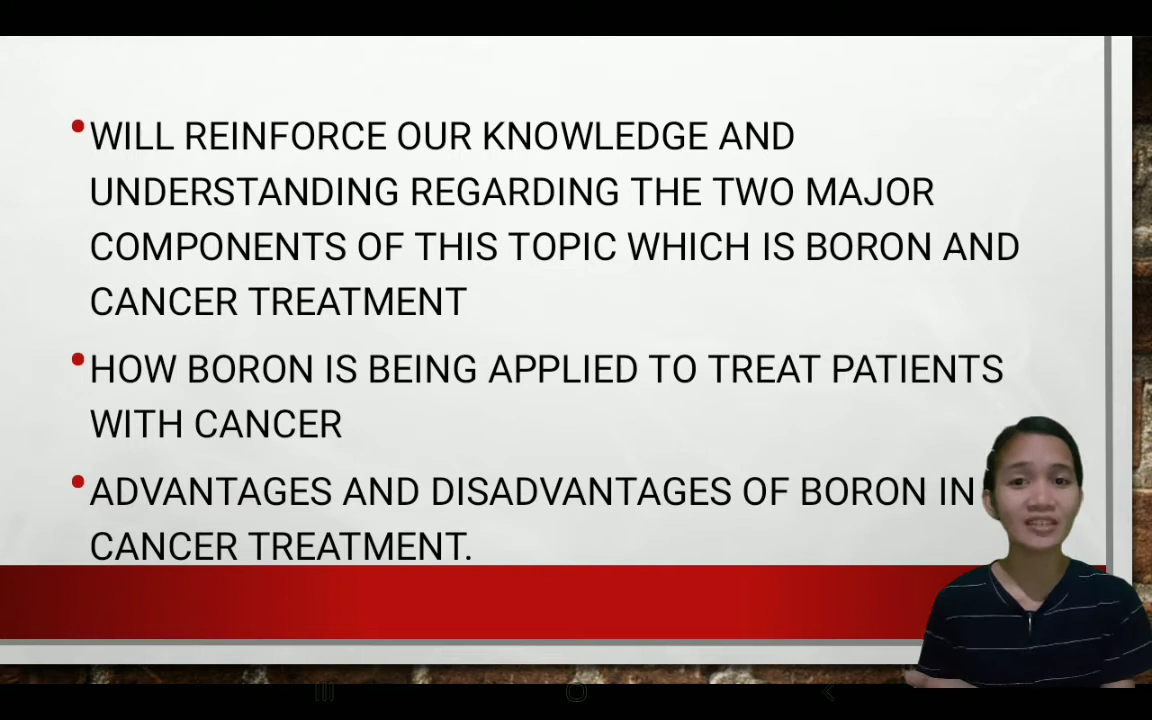 •WILL REINFORCE OUR KNOWLEDGE AND
UNDERSTANDING REGARDING THE TWO MAJOR
COMPONENTS OF THIS TOPIC WHICH IS BORON AND
CANCER TREATMENT
•HOW BORON IS BEING APPLIED TO TREAT PATIENTS
WITH CANCER
•ADVANTAGES AND DISADVANTAGES OF BORON IN
CANCER TREATMENT.